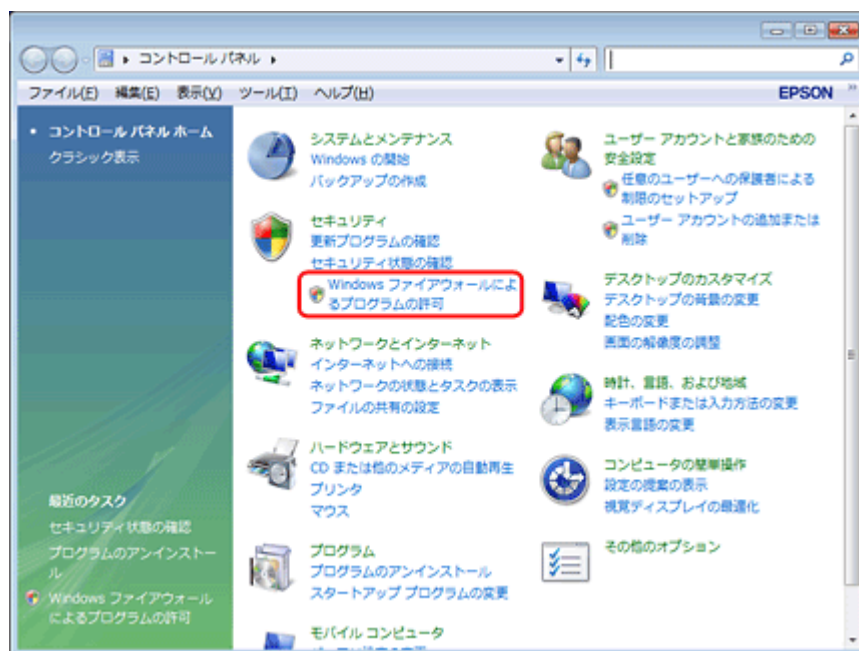 コントロール パネル
ファイル(F) 編集(E) 表示(V) ツール(T) ヘルプ(H)
EPSON
コントロール パネル ホーム
クラシック表示
システムとメンテナンス
Windows の開始
バックアップの作成
セキュリティ
更新プログラムの確認
セキュリティ状態の確認
Windows ファイアウォールによ
るプログラムの許可
ネットワークとインターネット
インターネットへの接続
ネットワークの状態とタスクの表示
ファイルの共有の設定
ハードウェアとサウンド
CD または他のメディアの自動再生
プリンタ
マウス
プログラム
プログラムのアンインストール
スタートアップ プログラムの変更
モバイル コンピュータ
ユーザー アカウントと家族のための
安全設定
任意のユーザーへの保護者による
制限のセットアップ
ユーザー アカウントの追加または
削除
デスクトップのカスタマイズ
デスクトップの背景の変更
配色の変更
画面の解像度の調整
時計、言語、および地域
キーボードまたは入力方法の変更
表示言語の変更
コンピュータの簡単操作
設定の提案の表示
視覚ディスプレイの最適化
その他のオプション
最近のタスク
セキュリティ状態の確認
プログラムのアンインストー
ル
Windows ファイアウォール
によるプログラムの許可